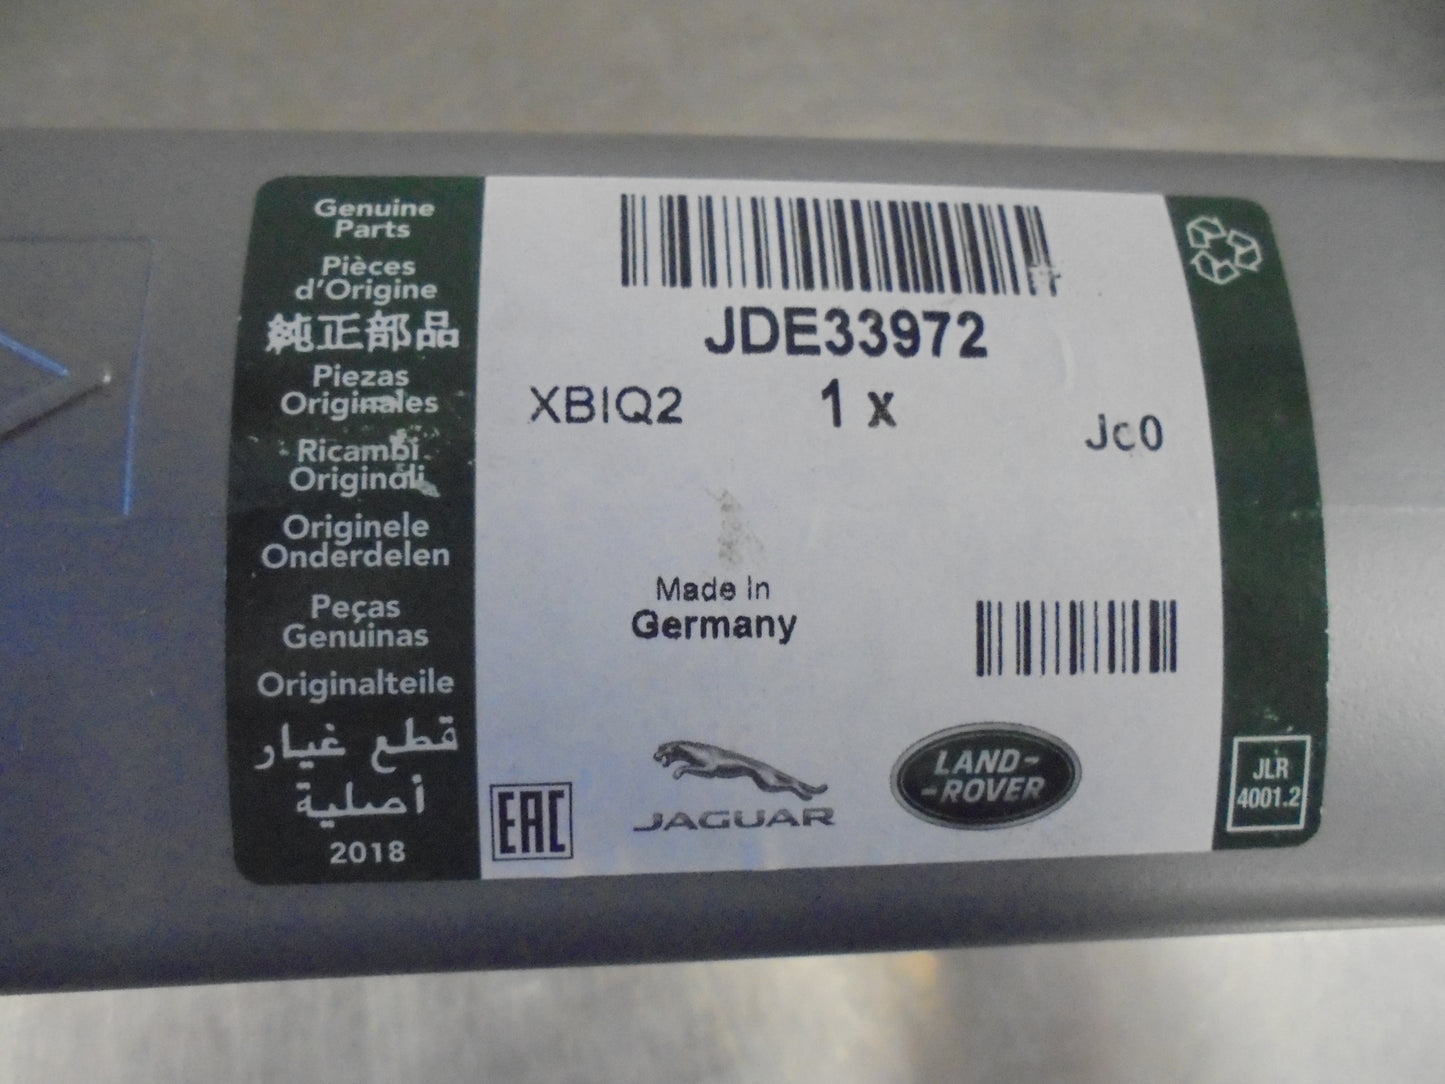 Genuine
Parts
Pièces
d'Origine
純正部品
Piezas
Originales
Ricambi
Originali
Originele
Onderdelen
Peças
Genuinas
Originalteile
قطع غيار
أصلية
2018
JDE33972
XBIQ2
1 x
Jc0
Made In
Germany
EAC
JAGUAR
LAND-
-ROVER
JLR
4001.2